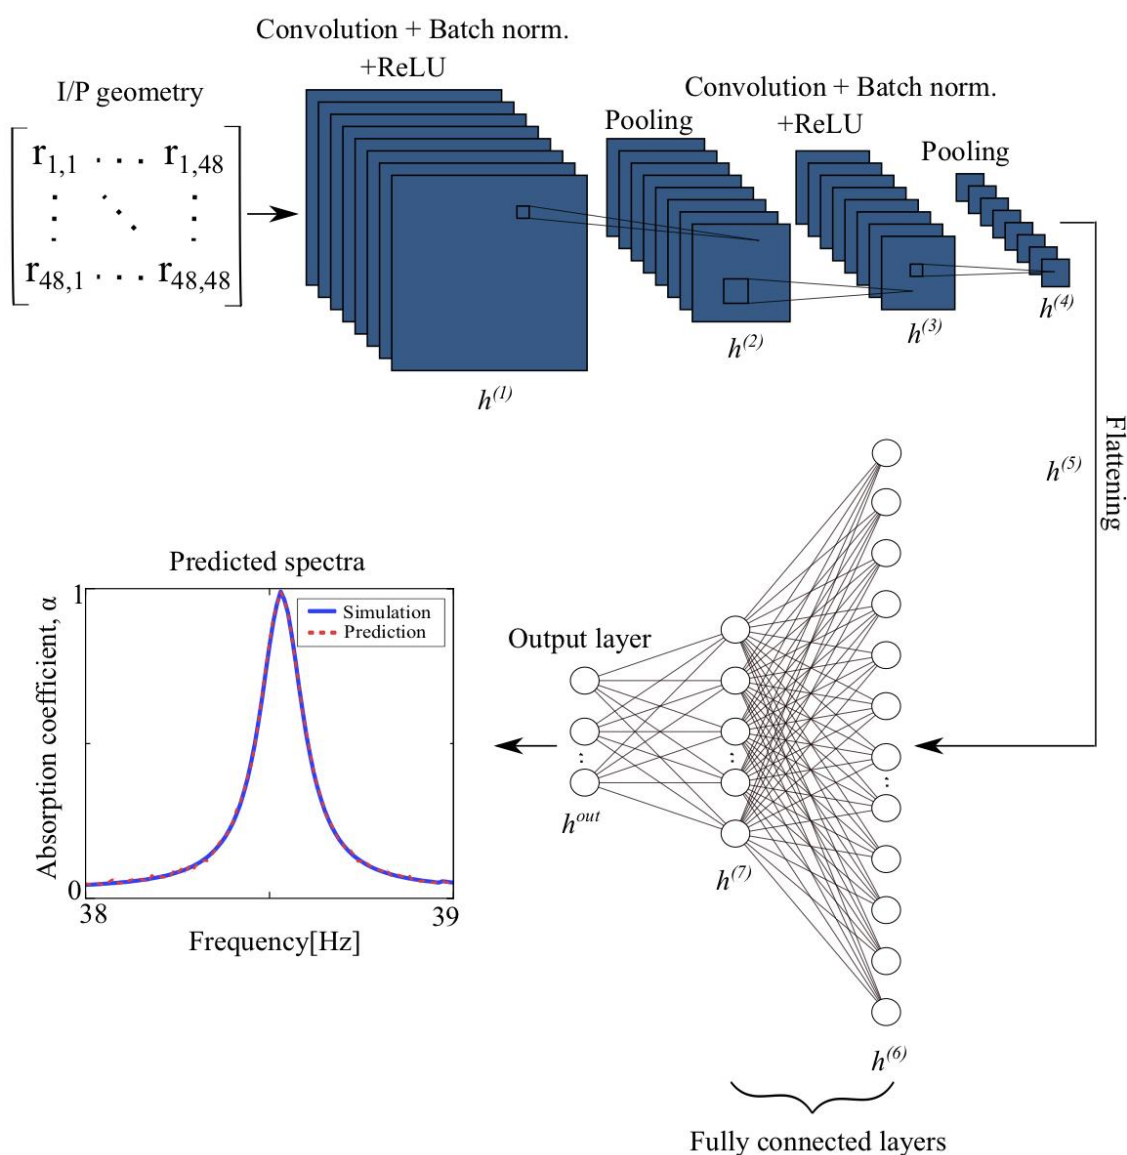 Convolution + Batch norm.
+ReLU
I/P geometry
r1,1 . . . r1,48
r48,1 . . . r48,48
Pooling
Convolution + Batch norm.
+ReLU
Pooling
h(1)
h(2)
h(3)
h(4)
h(5)
Flattening
Predicted spectra
Absorption coefficient, α
1
0
Simulation
Prediction
38
39
Frequency[Hz]
Output layer
hout
h(7)
h(6)
Fully connected layers